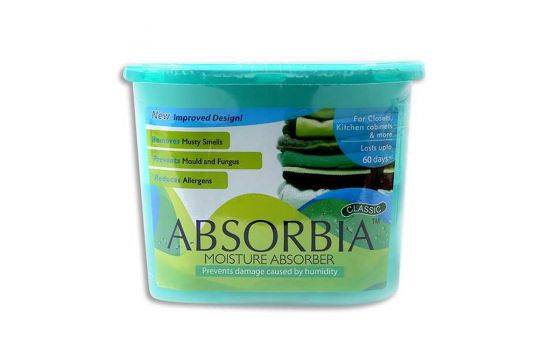 New Improved Design!
Removes Musty Smells
Prevents Mould and Fungus
Reduces Allergens
For Closets,
Kitchen cabinets
& more
Lasts upto
60 days*
CLASSIC
TM
ABSORBIA
MOISTURE ABSORBER
Prevents damage caused by humidity